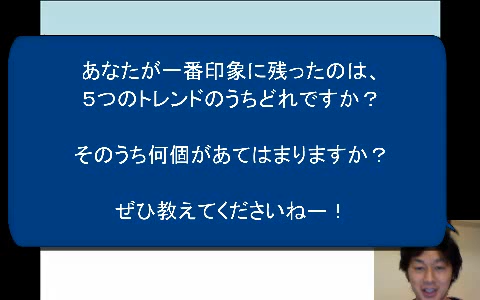 あなたが一番印象に残ったのは、
５つのトレンドのうちどれですか？
そのうち何個があてはまりますか？
ぜひ教えてくださいねー！